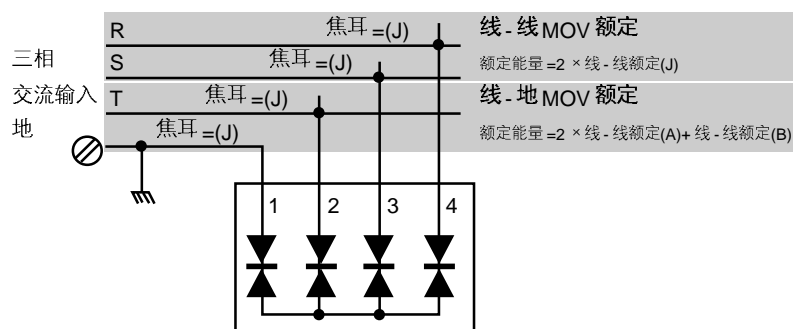 三相
交流输入
地
R 焦耳=(J)
S 焦耳=(J)
T 焦耳=(J)
焦耳=(J)
线-线MOV 额定
额定能量=2 ×线-线额定(J)
线-地MOV 额定
额定能量=2 ×线-线额定(A)+ 线-线额定(B)
1 2 3 4